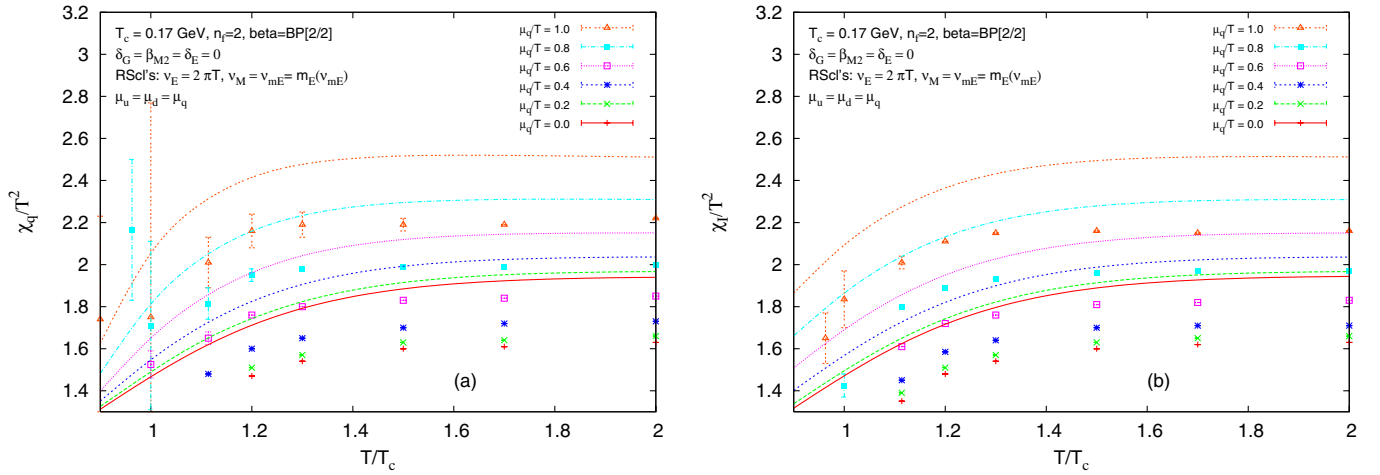 3.2
3
2.8
2.6
2.4
2.2
2
1.8
1.6
1.4
χ_q/T²
T_c = 0.17 GeV, n_f=2, beta=BP[2/2]
δ_G = β_M2 = δ_E = 0
RScl's: ν_E = 2 πT, ν_M = ν_mE= m_E(ν_mE)
μ_u = μ_d = μ_q
μ_q/T = 1.0
μ_q/T = 0.8
μ_q/T = 0.6
μ_q/T = 0.4
μ_q/T = 0.2
μ_q/T = 0.0
(a)
1 1.2 1.4 1.6 1.8 2
T/T_c
3.2
3
2.8
2.6
2.4
2.2
2
1.8
1.6
1.4
χ_I/T²
T_c = 0.17 GeV, n_f=2, beta=BP[2/2]
δ_G = β_M2 = δ_E = 0
RScl's: ν_E = 2 πT, ν_M = ν_mE= m_E(ν_mE)
μ_u = μ_d = μ_q
μ_q/T = 1.0
μ_q/T = 0.8
μ_q/T = 0.6
μ_q/T = 0.4
μ_q/T = 0.2
μ_q/T = 0.0
(b)
1 1.2 1.4 1.6 1.8 2
T/T_c